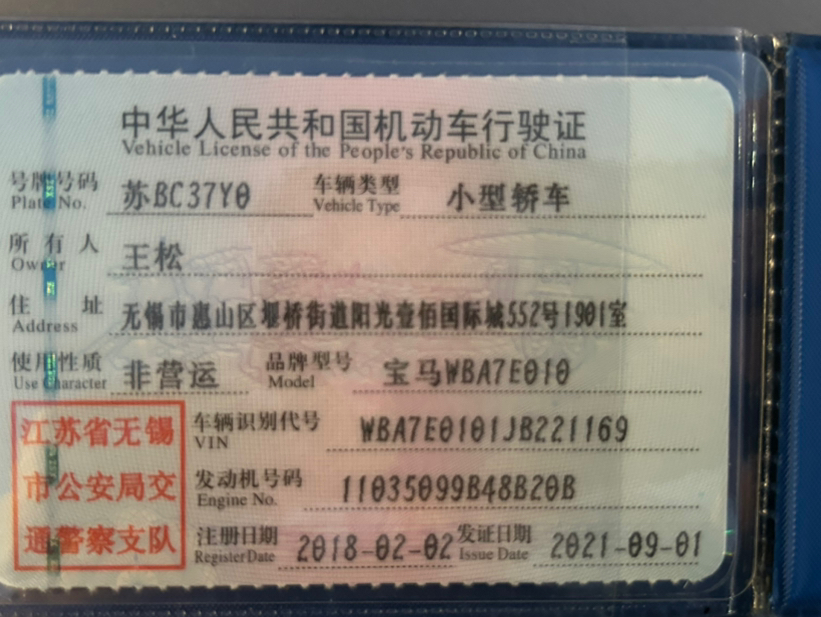 中华人民共和国机动车行驶证
Vehicle License of the People's Republic of China
号牌号码 苏BC37Y0 车辆类型 小型轿车
Plate No. Vehicle Type
所有人 王松
Owner
住址 无锡市惠山区堰桥街道阳光壹佰国际城552号1901室
Address
使用性质 非营运 品牌型号 宝马WBA7E010
Use Character Model
江苏省无锡 车辆识别代号 WBA7E0101JB221169
VIN
市公安局交 发动机号码 11035099B48B20B
Engine No.
通警察支队 注册日期 2018-02-02 发证日期 2021-09-01
Register Date Issue Date